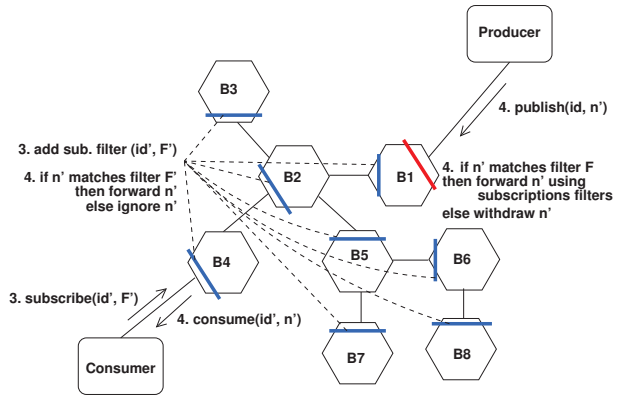 Producer
B3
4. publish(id, n')
3. add sub. filter (id', F')
4. if n' matches filter F'
then forward n'
else ignore n'
B2
B1
4. if n' matches filter F
then forward n' using
subscriptions filters
else withdraw n'
B4
B5
B6
3. subscribe(id', F')
4. consume(id', n')
B7
B8
Consumer